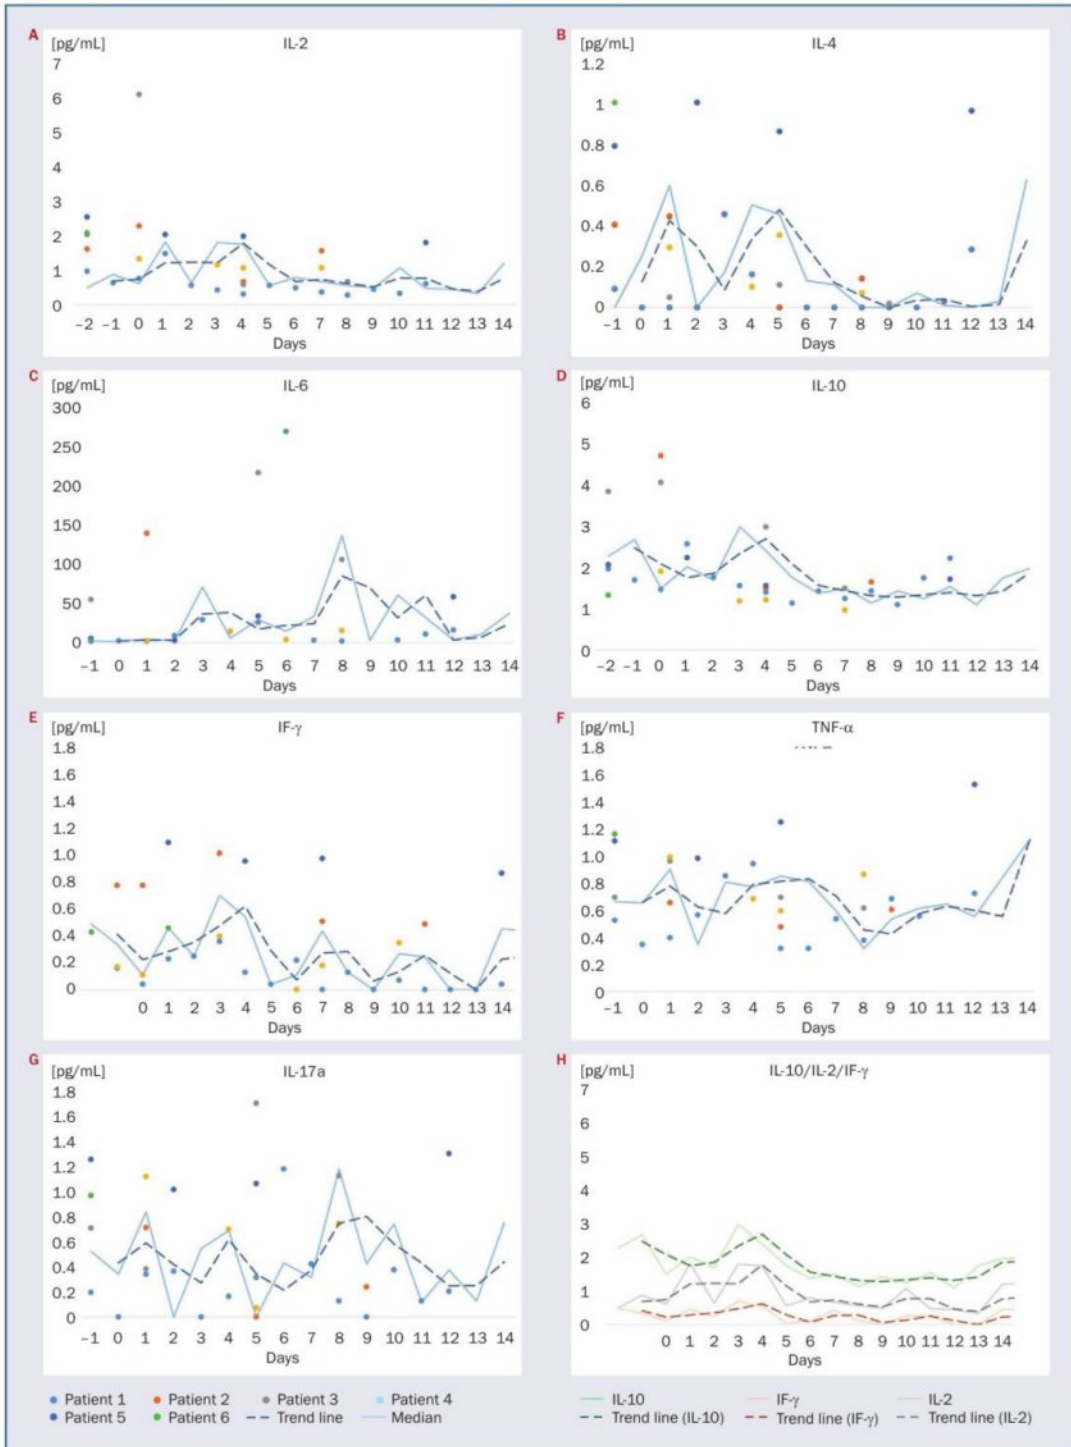 A
[pg/mL] IL-2
7
6
5
4
3
2
1
0
−2 −1 0 1 2 3 4 5 6 7 8 9 10 11 12 13 14
Days
B
[pg/mL] IL-4
1.2
1
0.8
0.6
0.4
0.2
0
−1 0 1 2 3 4 5 6 7 8 9 10 11 12 13 14
Days
C
[pg/mL] IL-6
300
250
200
150
100
50
0
−1 0 1 2 3 4 5 6 7 8 9 10 11 12 13 14
Days
D
[pg/mL] IL-10
6
5
4
3
2
1
0
−2 −1 0 1 2 3 4 5 6 7 8 9 10 11 12 13 14
Days
E
[pg/mL] IF-γ
1.8
1.6
1.4
1.2
1.0
0.8
0.6
0.4
0.2
0
0 1 2 3 4 5 6 7 8 9 10 11 12 13 14
Days
F
[pg/mL] TNF-α
1.8
1.6
1.4
1.2
1.0
0.8
0.6
0.4
0.2
0
−1 0 1 2 3 4 5 6 7 8 9 10 11 12 13 14
Days
G
[pg/mL] IL-17a
1.8
1.6
1.4
1.2
1.0
0.8
0.6
0.4
0.2
0
−1 0 1 2 3 4 5 6 7 8 9 10 11 12 13 14
Days
H
[pg/mL] IL-10/IL-2/IF-γ
7
6
5
4
3
2
1
0
0 1 2 3 4 5 6 7 8 9 10 11 12 13 14
Days
Patient 1 Patient 2 Patient 3 Patient 4
Patient 5 Patient 6 Trend line Median
IL-10 IF-γ IL-2
Trend line (IL-10) Trend line (IF-γ) Trend line (IL-2)